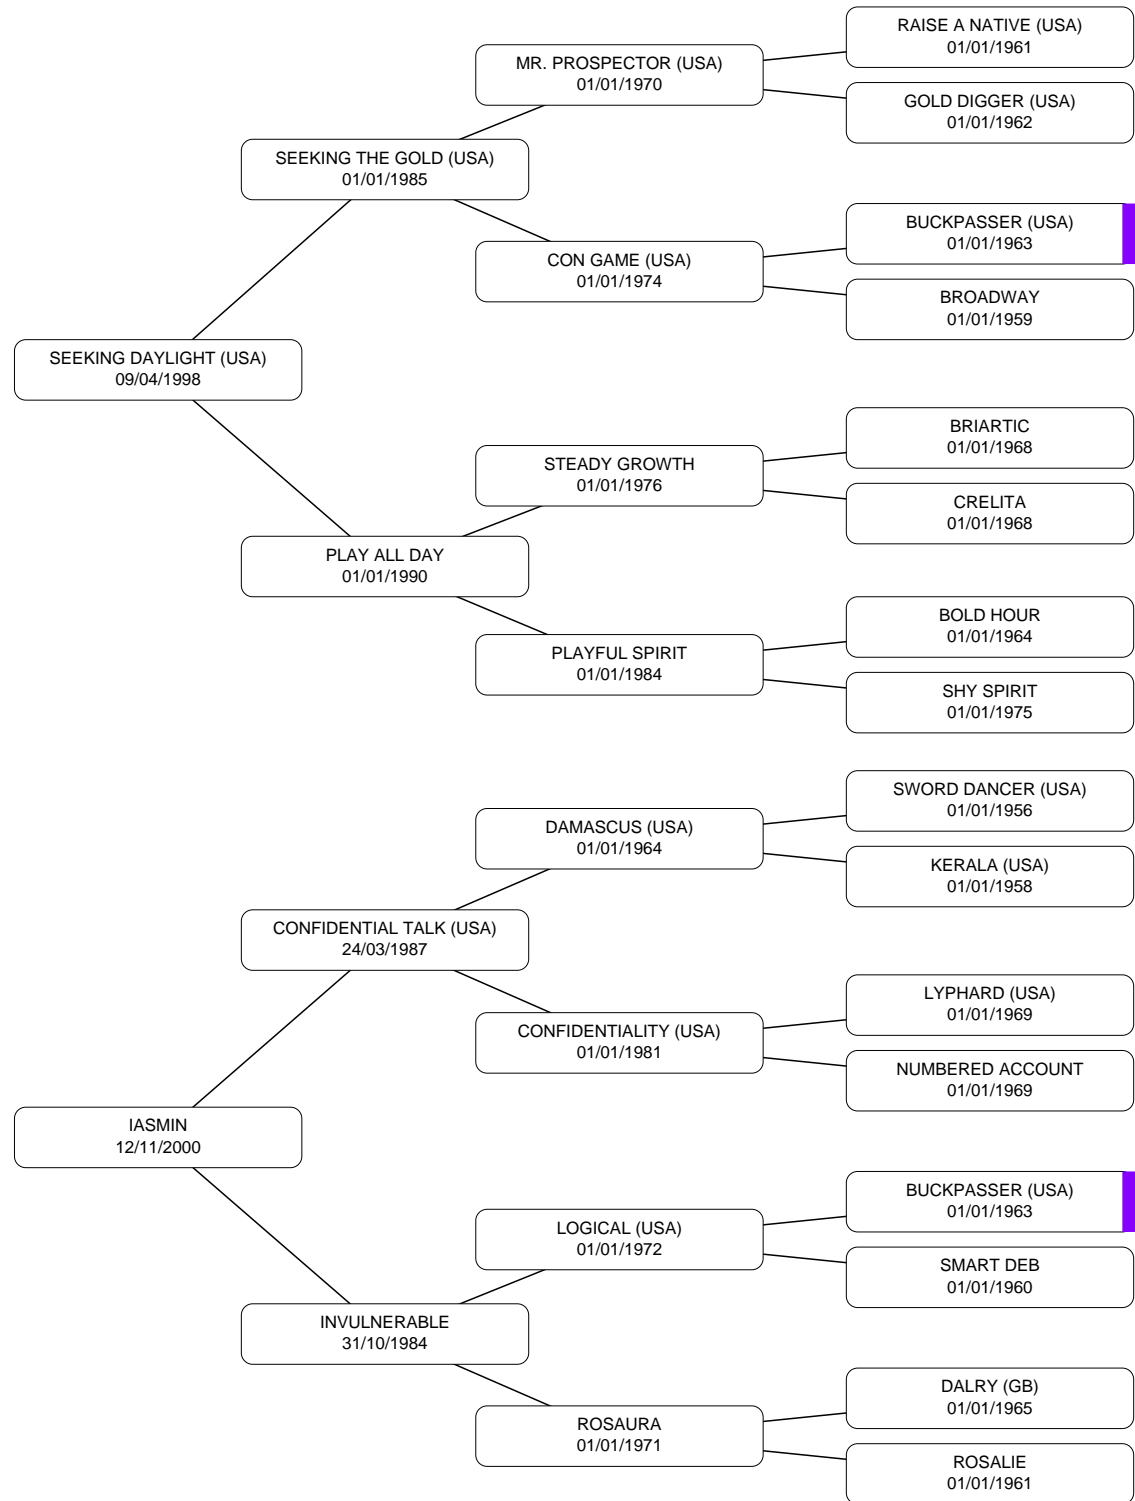 RAISE A NATIVE (USA)
01/01/1961
MR. PROSPECTOR (USA)
01/01/1970
GOLD DIGGER (USA)
01/01/1962
SEEKING THE GOLD (USA)
01/01/1985
BUCKPASSER (USA)
01/01/1963
CON GAME (USA)
01/01/1974
BROADWAY
01/01/1959
SEEKING DAYLIGHT (USA)
09/04/1998
BRIARTIC
01/01/1968
STEADY GROWTH
01/01/1976
CRELITA
01/01/1968
PLAY ALL DAY
01/01/1990
BOLD HOUR
01/01/1964
PLAYFUL SPIRIT
01/01/1984
SHY SPIRIT
01/01/1975
SWORD DANCER (USA)
01/01/1956
DAMASCUS (USA)
01/01/1964
KERALA (USA)
01/01/1958
CONFIDENTIAL TALK (USA)
24/03/1987
LYPHARD (USA)
01/01/1969
CONFIDENTIALITY (USA)
01/01/1981
NUMBERED ACCOUNT
01/01/1969
IASMIN
12/11/2000
BUCKPASSER (USA)
01/01/1963
LOGICAL (USA)
01/01/1972
SMART DEB
01/01/1960
INVULNERABLE
31/10/1984
DALRY (GB)
01/01/1965
ROSAURA
01/01/1971
ROSALIE
01/01/1961